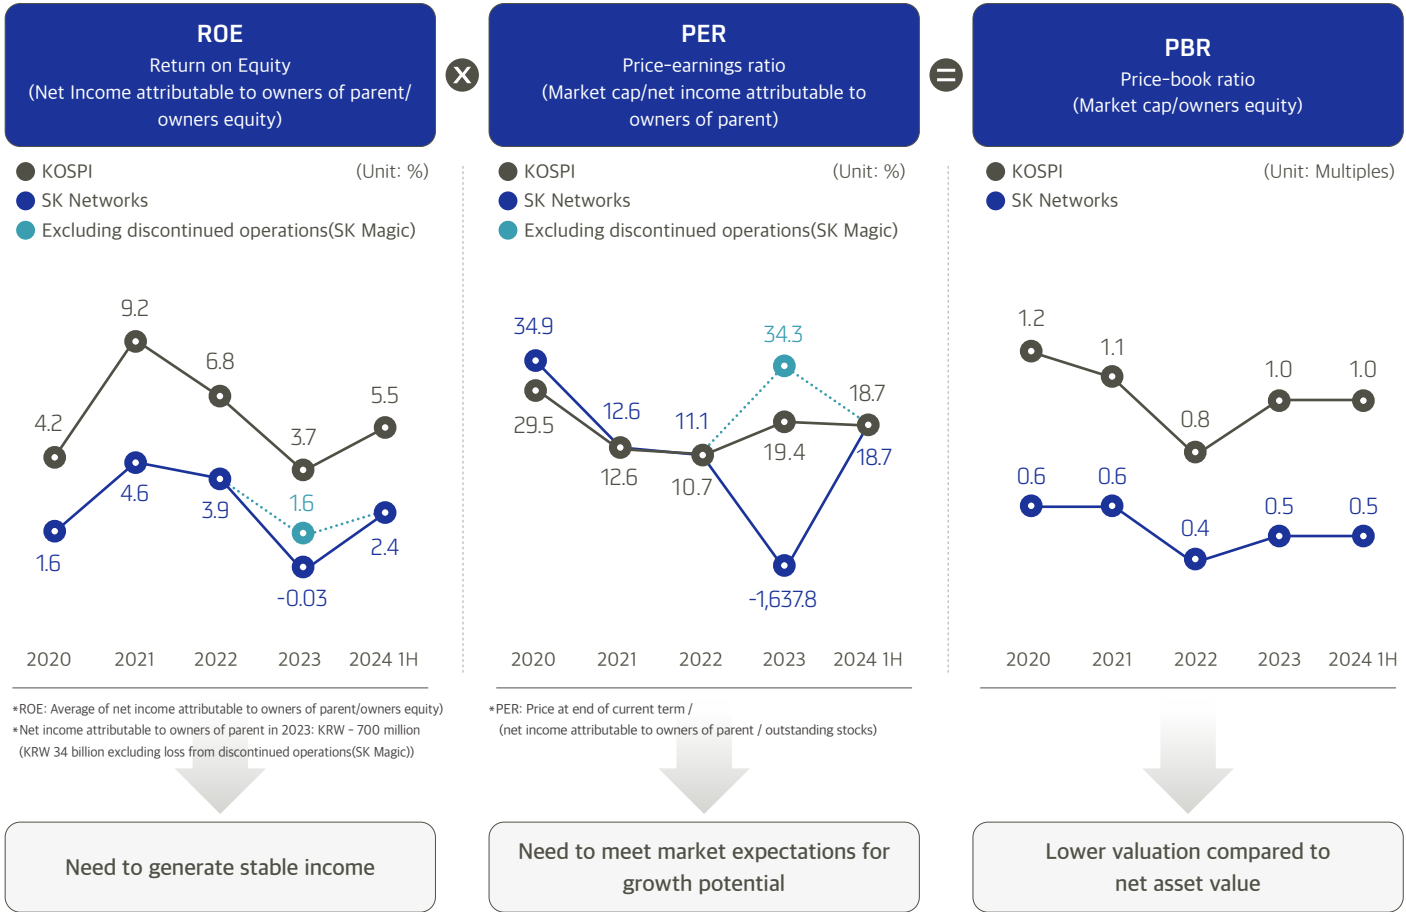 ROE
Return on Equity
(Net Income attributable to owners of parent/
owners equity)
X
PER
Price-earnings ratio
(Market cap/net income attributable to
owners of parent)
=
PBR
Price-book ratio
(Market cap/owners equity)
KOSPI
(Unit: %)
SK Networks
Excluding discontinued operations(SK Magic)
9.2
6.8
5.5
4.2
3.7
4.6
3.9
1.6
1.6
2.4
-0.03
2020 2021 2022 2023 2024 1H
*ROE: Average of net income attributable to owners of parent/owners equity)
*Net income attributable to owners of parent in 2023: KRW - 700 million
(KRW 34 billion excluding loss from discontinued operations(SK Magic))
Need to generate stable income
KOSPI
(Unit: %)
SK Networks
Excluding discontinued operations(SK Magic)
34.9
34.3
29.5
12.6
11.1
18.7
12.6
10.7
19.4
18.7
-1,637.8
2020 2021 2022 2023 2024 1H
*PER: Price at end of current term /
(net income attributable to owners of parent / outstanding stocks)
Need to meet market expectations for
growth potential
KOSPI
(Unit: Multiples)
SK Networks
1.2
1.1
0.8
1.0
1.0
0.6
0.6
0.4
0.5
0.5
2020 2021 2022 2023 2024 1H
Lower valuation compared to
net asset value